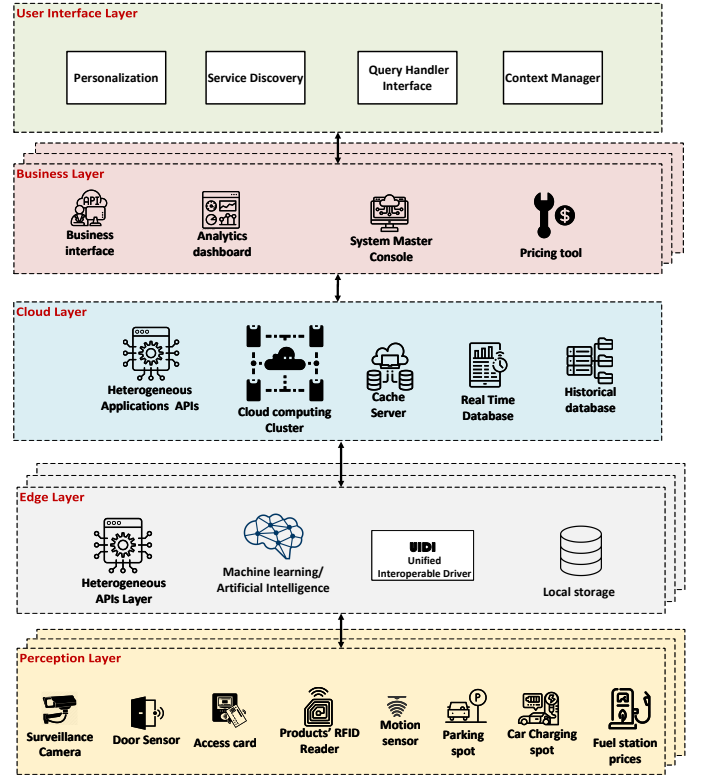 User Interface Layer
Personalization
Service Discovery
Query Handler
Interface
Context Manager
Business Layer
API
Business
interface
Analytics
dashboard
System Master
Console
$
Pricing tool
Cloud Layer
Heterogeneous
Applications APIs
Cloud computing
Cluster
Cache
Server
Real Time
Database
Historical
database
Edge Layer
Heterogeneous
APIs Layer
Machine learning/
Artificial Intelligence
UIDI
Unified
Interoperable Driver
Local storage
Perception Layer
Surveillance
Camera
Door Sensor
Access card
Products' RFID
Reader
Motion
sensor
P
Parking
spot
Car Charging
spot
Fuel station
prices